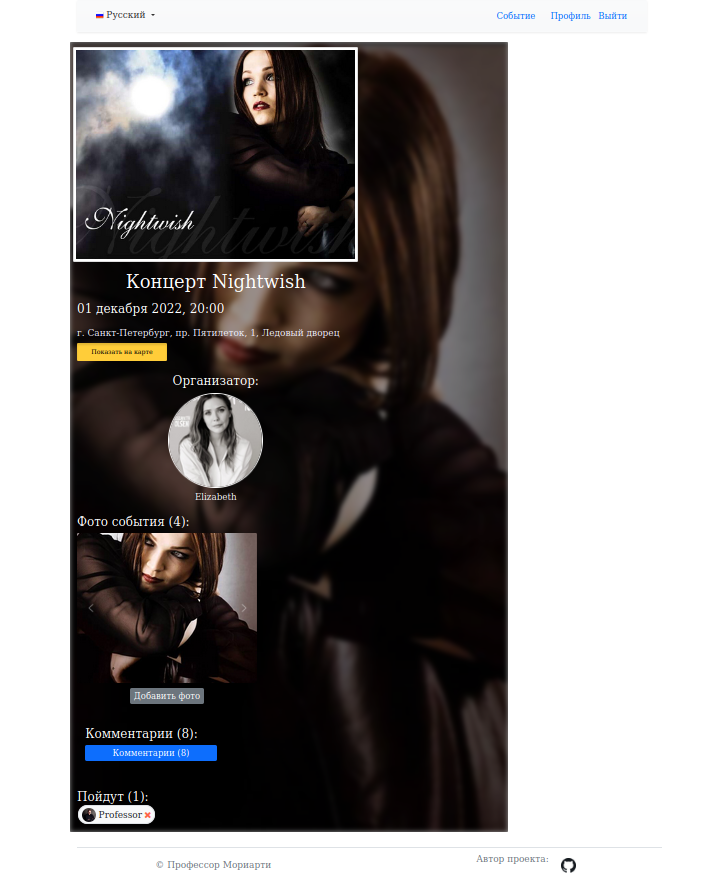 Русский
Событие Профиль Выйти
Nightwish
Nightwish
Концерт Nightwish
01 декабря 2022, 20:00
г. Санкт-Петербург, пр. Пятилеток, 1, Ледовый дворец
Показать на карте
Организатор:
Elizabeth
Фото события (4):
Добавить фото
Комментарии (8):
Комментарии (8)
Пойдут (1):
Professor
© Профессор Мориарти
Автор проекта: